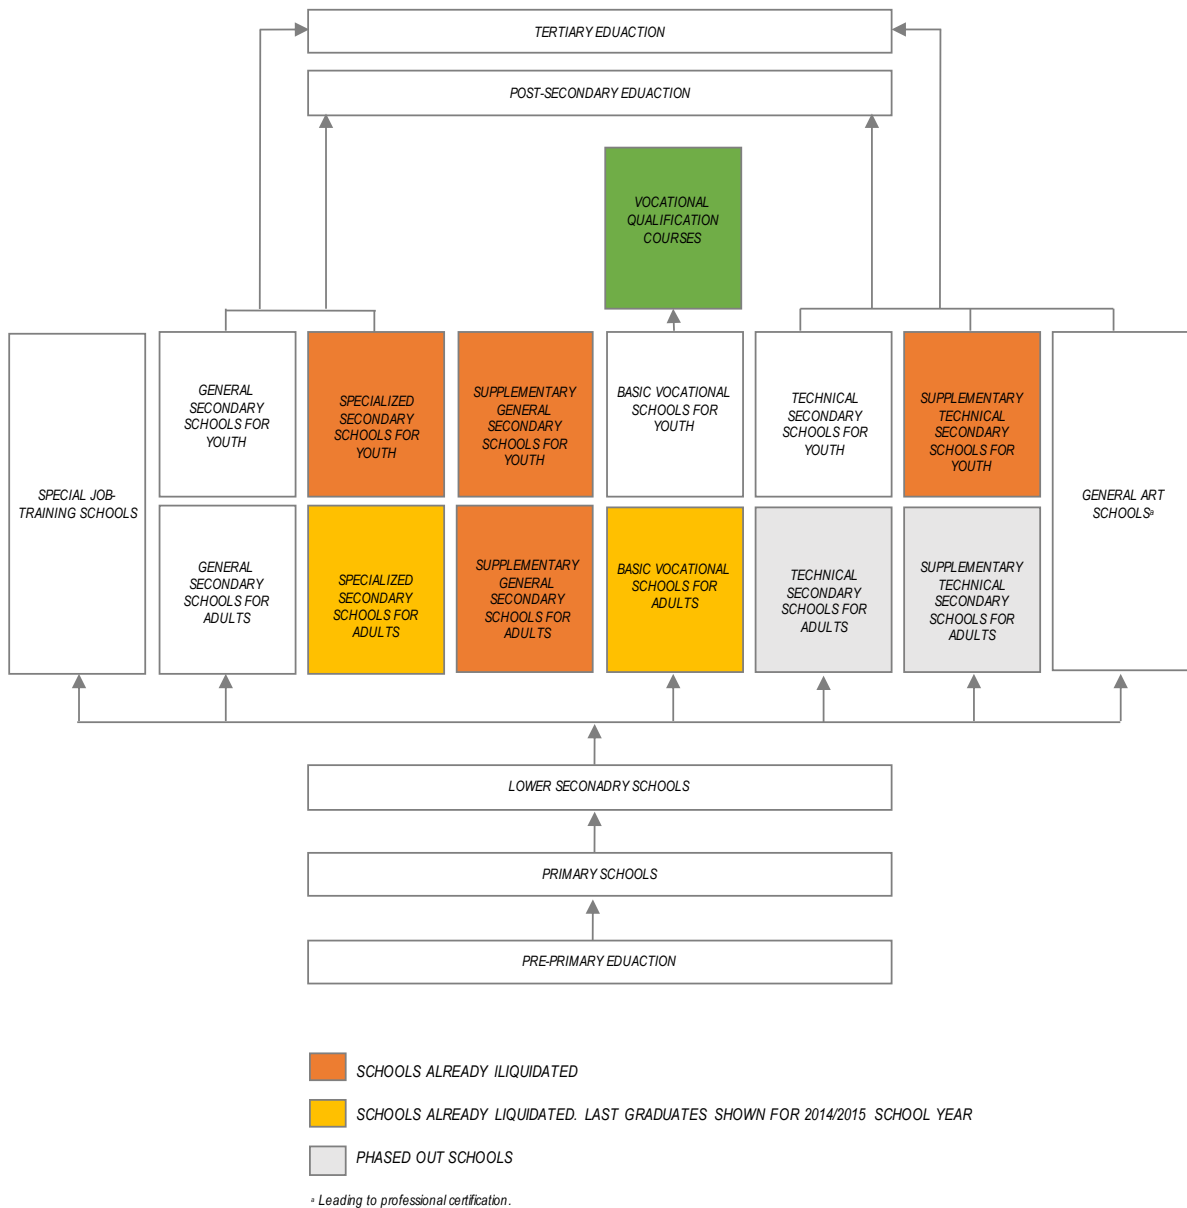 TERTIARY EDUACTION
POST-SECONDARY EDUACTION
VOCATIONAL
QUALIFICATION
COURSES
SPECIAL JOB-
TRAINING SCHOOLS
GENERAL
SECONDARY
SCHOOLS FOR
YOUTH
SPECIALIZED
SECONDARY
SCHOOLS FOR
YOUTH
SUPPLEMENTARY
GENERAL
SECONDARY
SCHOOLS FOR
YOUTH
BASIC VOCATIONAL
SCHOOLS FOR
YOUTH
TECHNICAL
SECONDARY
SCHOOLS FOR
YOUTH
SUPPLEMENTARY
TECHNICAL
SECONDARY
SCHOOLS FOR
YOUTH
GENERAL ART
SCHOOLSᵃ
GENERAL
SECONDARY
SCHOOLS FOR
ADULTS
SPECIALIZED
SECONDARY
SCHOOLS FOR
ADULTS
SUPPLEMENTARY
GENERAL
SECONDARY
SCHOOLS FOR
ADULTS
BASIC VOCATIONAL
SCHOOLS FOR
ADULTS
TECHNICAL
SECONDARY
SCHOOLS FOR
ADULTS
SUPPLEMENTARY
TECHNICAL
SECONDARY
SCHOOLS FOR
ADULTS
LOWER SECONADRY SCHOOLS
PRIMARY SCHOOLS
PRE-PRIMARY EDUACTION
SCHOOLS ALREADY ILIQUIDATED
SCHOOLS ALREADY LIQUIDATED. LAST GRADUATES SHOWN FOR 2014/2015 SCHOOL YEAR
PHASED OUT SCHOOLS
ᵃ Leading to professional certification.